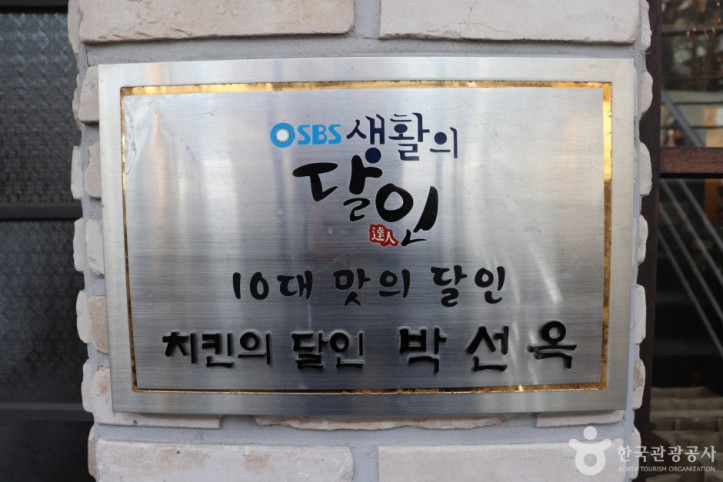 SBS 생활의
달인
達人
10대 맛의 달인
치킨의 달인 박선옥
한국관광공사
KOREA TOURISM ORGANIZATION